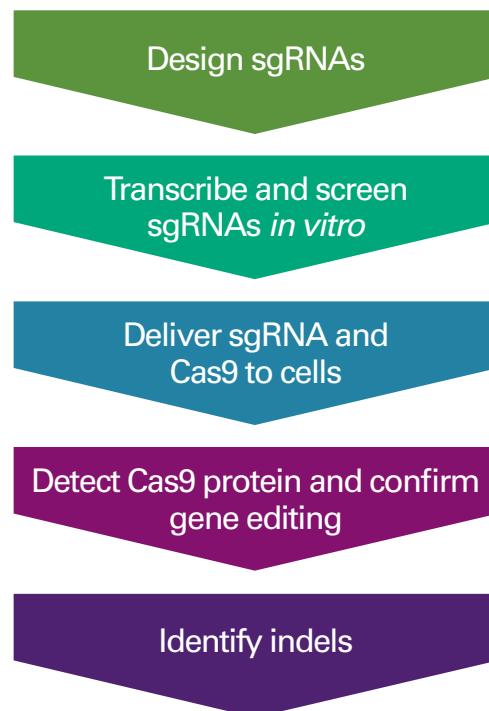 Design sgRNAs
Transcribe and screen
sgRNAs in vitro
Deliver sgRNA and
Cas9 to cells
Detect Cas9 protein and confirm
gene editing
Identify indels